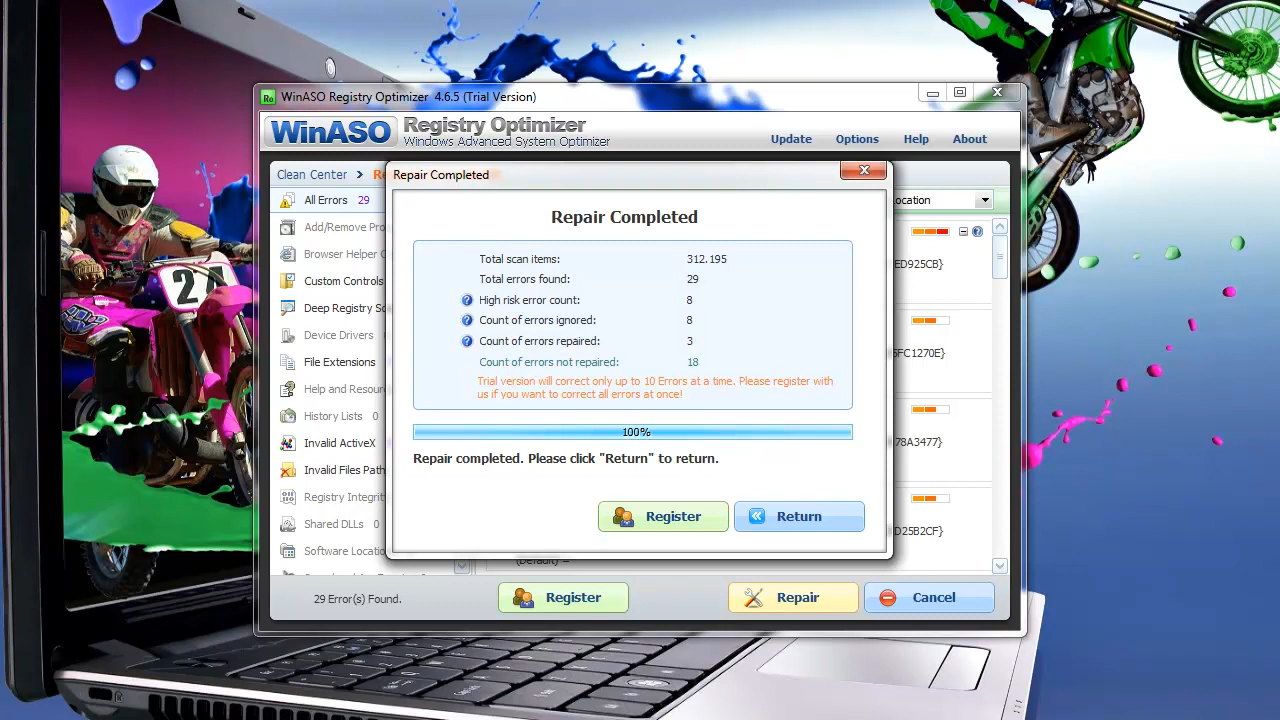 WinASO Registry Optimizer 4.6.5 (Trial Version)
WinASO Registry Optimizer
Windows Advanced System Optimizer
Update Options Help About
Clean Center > R
Repair Completed
All Errors 29
ocation
Add/Remove Pro
Browser Helper C
Custom Controls
Deep Registry Sc
Device Drivers
File Extensions
Help and Resour
History Lists 0
Invalid ActiveX
Invalid Files Path
Registry Integrit
Shared DLLs 0
Software Locatio
Repair Completed
Total scan items: 312.195
Total errors found: 29
High risk error count: 8
Count of errors ignored: 8
Count of errors repaired: 3
Count of errors not repaired: 18
Trial version will correct only up to 10 Errors at a time. Please register with
us if you want to correct all errors at once!
100%
Repair completed. Please click "Return" to return.
Register Return
ED925CB}
5FC1270E}
78A3477}
D25B2CF}
(Default) =
29 Error(s) Found.
Register Repair Cancel
24